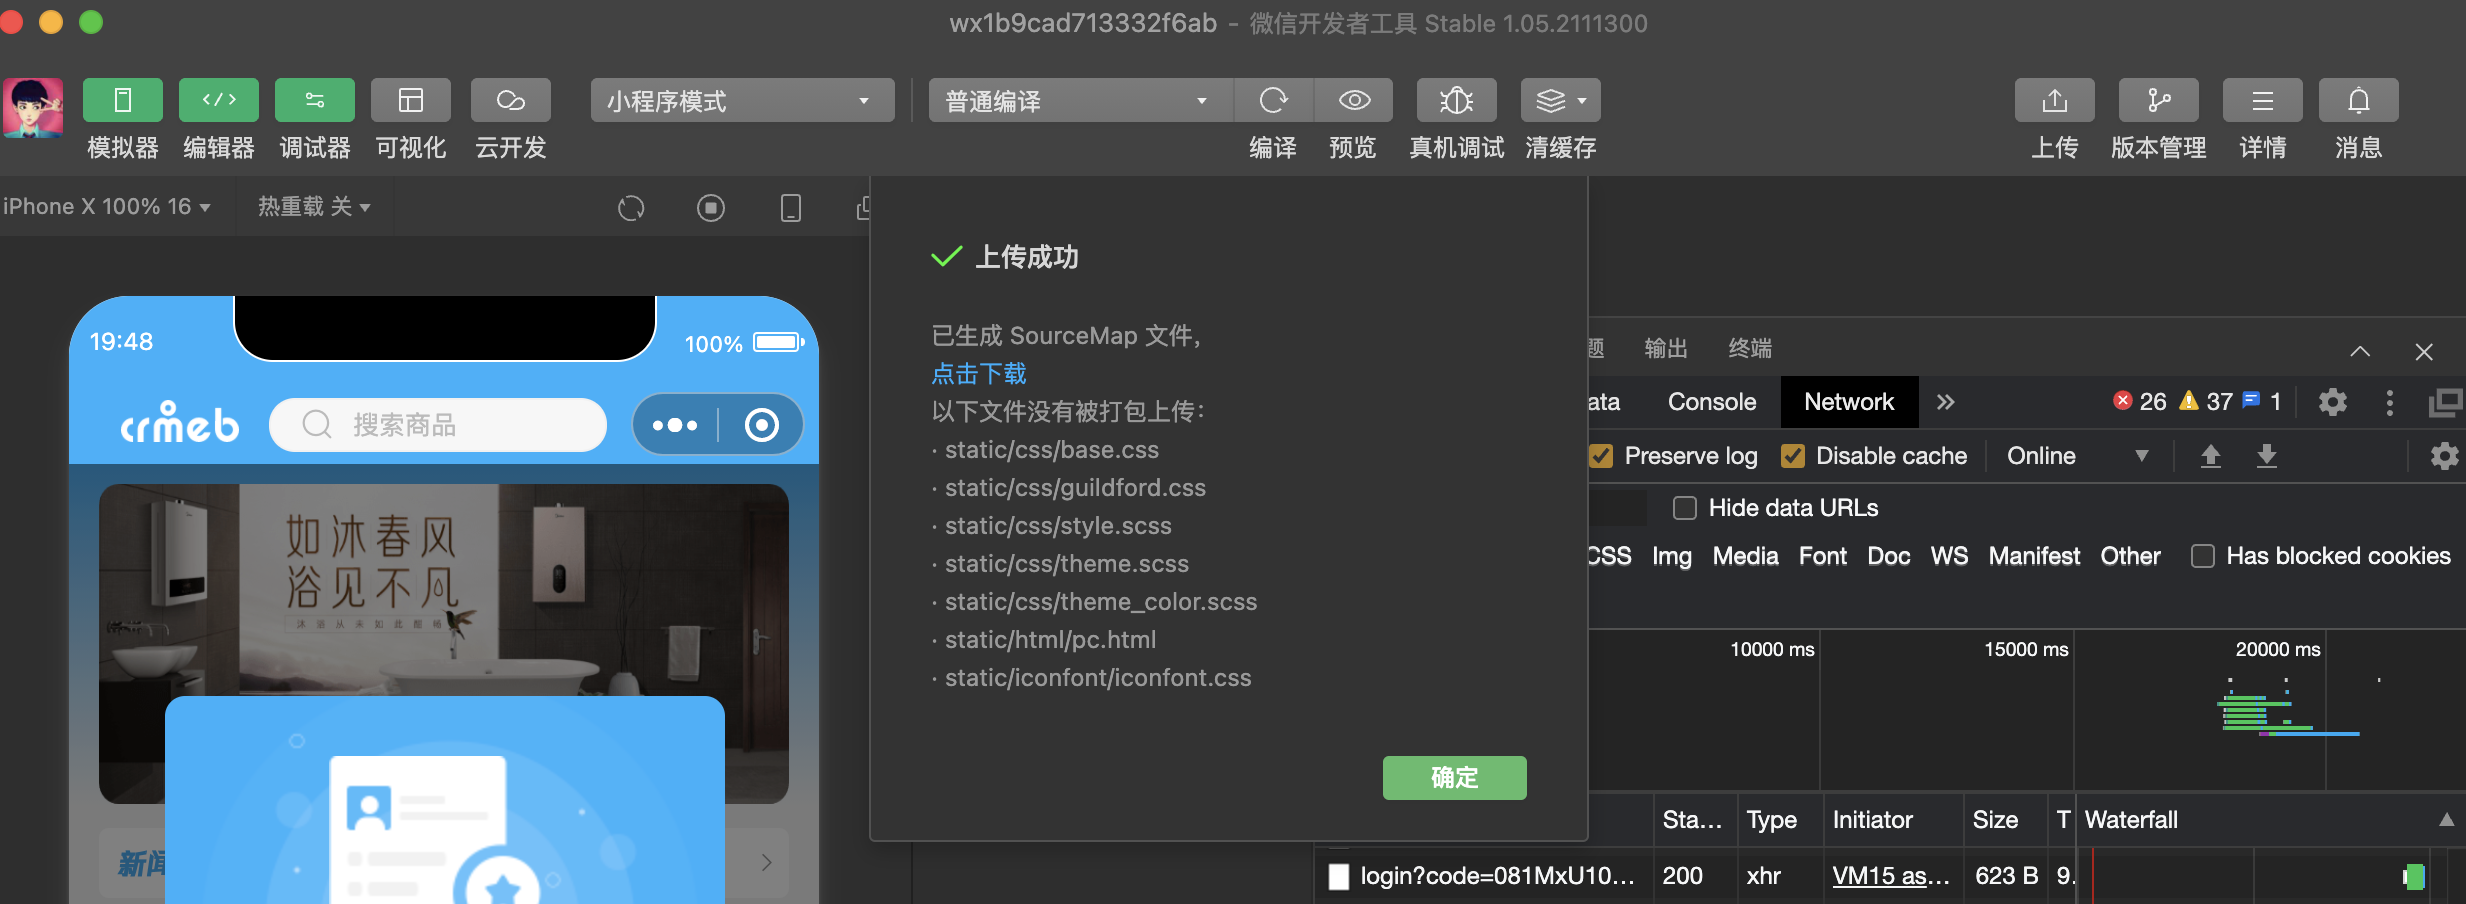 wx1b9cad713332f6ab – 微信开发者工具 Stable 1.05.2111300
小程序模式
普通编译
模拟器
编辑器
调试器
可视化
云开发
编译
预览
真机调试
清缓存
上传
版本管理
详情
消息
iPhone X 100% 16
热重载 关
19:48
100%
crmeb
搜索商品
如沐春风
浴见不凡
沐浴从未如此醒畅
新闻
上传成功
已生成 SourceMap 文件，
点击下载
以下文件没有被打包上传：
· static/css/base.css
· static/css/guildford.css
· static/css/style.scss
· static/css/theme.scss
· static/css/theme_color.scss
· static/html/pc.html
· static/iconfont/iconfont.css
确定
题
输出
终端
ata
Console
Network
26
37
1
Preserve log
Disable cache
Online
Hide data URLs
CSS
Img
Media
Font
Doc
WS
Manifest
Other
Has blocked cookies
10000 ms
15000 ms
20000 ms
Sta...
Type
Initiator
Size
T
Waterfall
login?code=081MxU10...
200
xhr
VM15 as...
623 B
9.